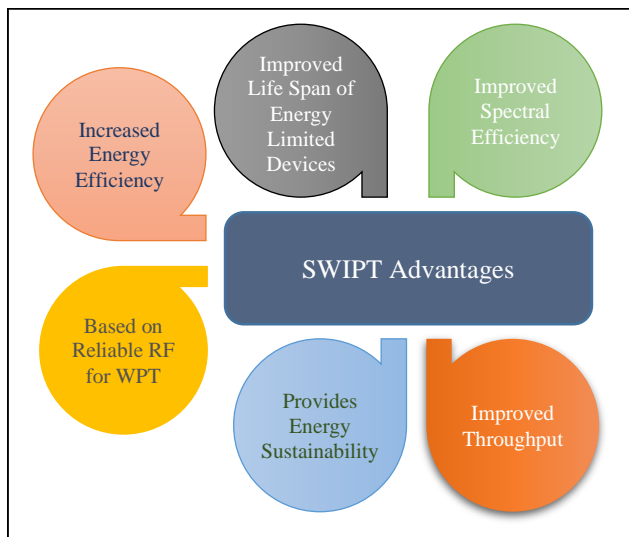 Improved
Life Span of
Energy
Limited
Devices
Improved
Spectral
Efficiency
Increased
Energy
Efficiency
SWIPT Advantages
Based on
Reliable RF
for WPT
Provides
Energy
Sustainability
Improved
Throughput